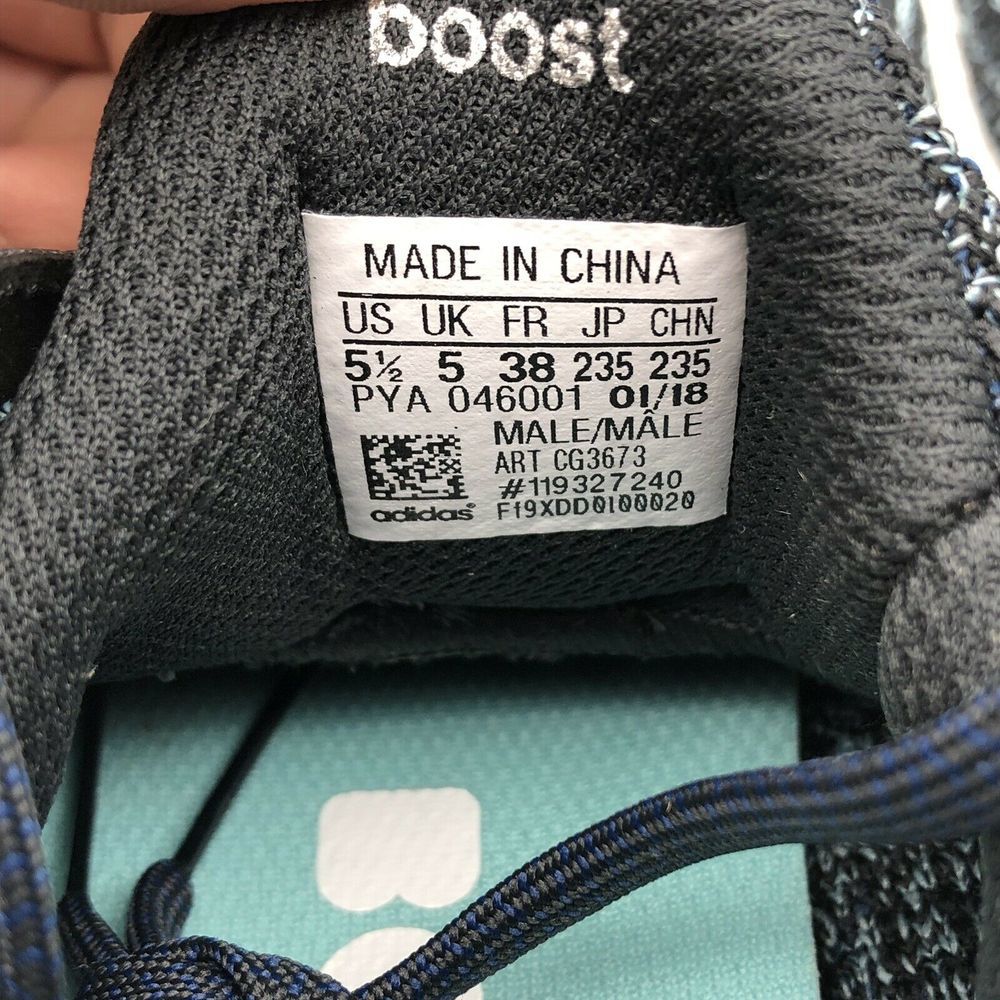 boost
MADE IN CHINA
US UK FR JP CHN
5½ 5 38 235 235
PYA 046001 01/18
MALE/MÂLE
ART CG3673
#119327240
adidas® Ff9XDD0I00020